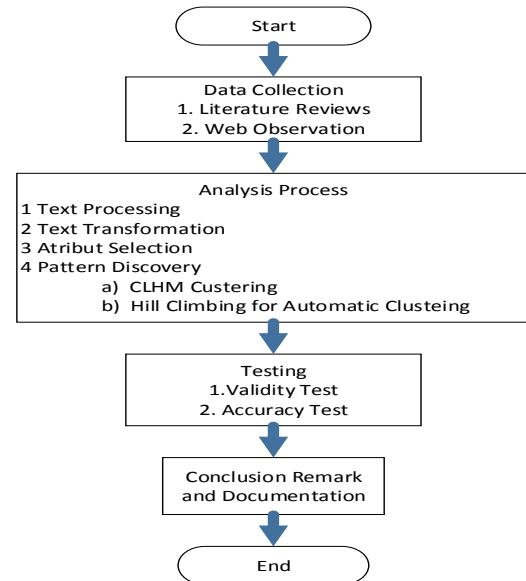 Start
Data Collection
1. Literature Reviews
2. Web Observation
Analysis Process
1 Text Processing
2 Text Transformation
3 Atribut Selection
4 Pattern Discovery
a) CLHM Custering
b) Hill Climbing for Automatic Clusteing
Testing
1.Validity Test
2. Accuracy Test
Conclusion Remark
and Documentation
End